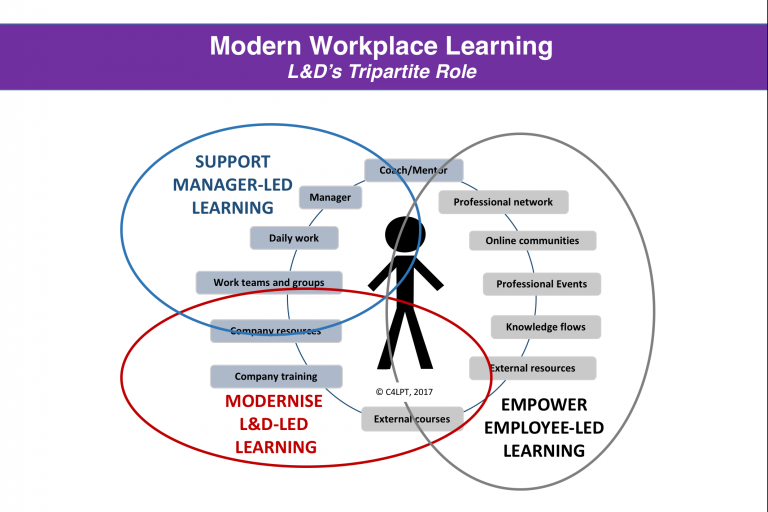 Modern Workplace Learning
L&D's Tripartite Role
SUPPORT
MANAGER-LED
LEARNING
Coach/Mentor
Manager
Professional network
Daily work
Online communities
Work teams and groups
Professional Events
Company resources
Knowledge flows
Company training
External resources
© C4LPT, 2017
MODERNISE
L&D-LED
LEARNING
External courses
EMPOWER
EMPLOYEE-LED
LEARNING